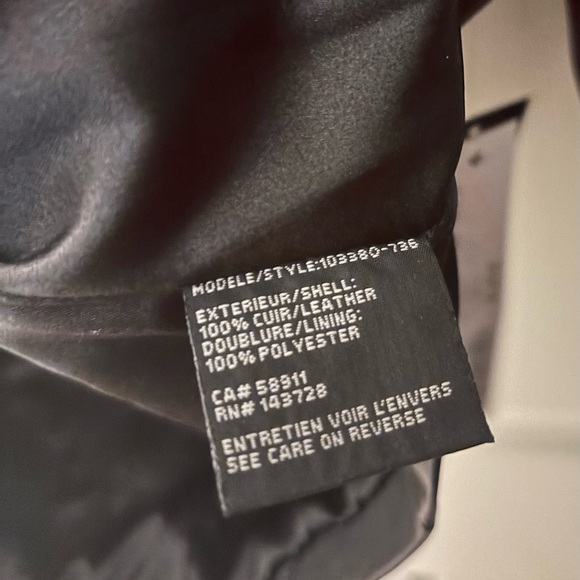 MODELE/STYLE:103380-736
EXTERIEUR/SHELL:
100% CUIR/LEATHER
DOUBLURE/LINING:
100% POLYESTER
CA# 58911
RN# 143728
ENTRETIEN VOIR L'ENVERS
SEE CARE ON REVERSE